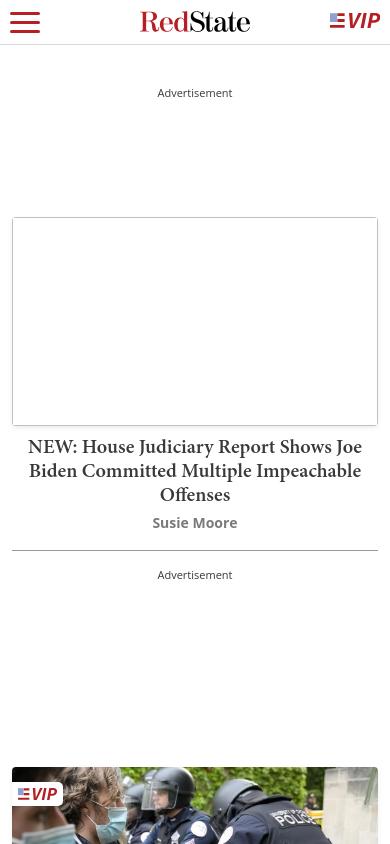 RedState
VIP
Advertisement
NEW: House Judiciary Report Shows Joe
Biden Committed Multiple Impeachable
Offenses
Susie Moore
Advertisement
VIP
POLICE